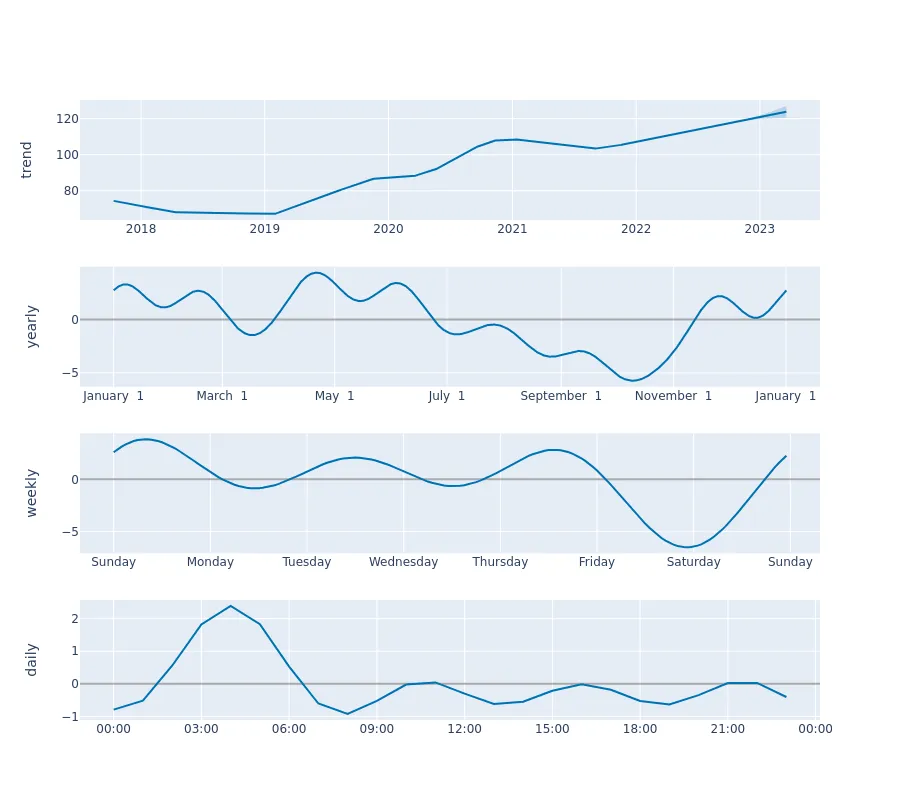 trend
120
100
80
2018 2019 2020 2021 2022 2023
yearly
0
−5
January 1 March 1 May 1 July 1 September 1 November 1 January 1
weekly
0
−5
Sunday Monday Tuesday Wednesday Thursday Friday Saturday Sunday
daily
2
1
0
−1
00:00 03:00 06:00 09:00 12:00 15:00 18:00 21:00 00:00